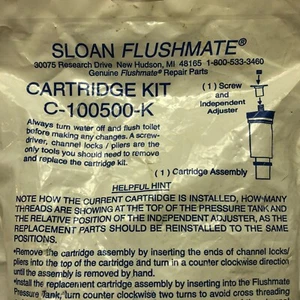 SLOAN FLUSHMATE®
30075 Research Drive New Hudson, MI 48165 1-800-533-3460
Genuine Flushmate® Repair Parts
CARTRIDGE KIT
C-100500-K
( 1 ) Screw
and
Independent
Adjuster
Always turn water off and flush toilet
before making any changes. A screw-
driver, channel locks / pliers are the
only tools you should need to remove
and replace the cartridge kit.
( 1 ) Cartridge Assembly
HELPFUL HINT
NOTE HOW THE CURRENT CARTRIDGE IS INSTALLED, HOW MANY
THREADS ARE SHOWING AT THE TOP OF THE PRESSURE TANK AND
THE RELATIVE POSITION OF THE INDEPENDENT ADJUSTER, AS THE
REPLACEMENT PARTS SHOULD BE REINSTALLED TO THE SAME
POSITIONS.
•Remove the cartridge assembly by inserting the ends of channel locks/
pliers into the top of the cartridge and turn in a counter clockwise direction
until the assembly is removed by hand.
•Install the replacement cartridge assembly by inserting into the Flushmate
Pressure Tank, turn counter clockwise two turns to avoid cross threading